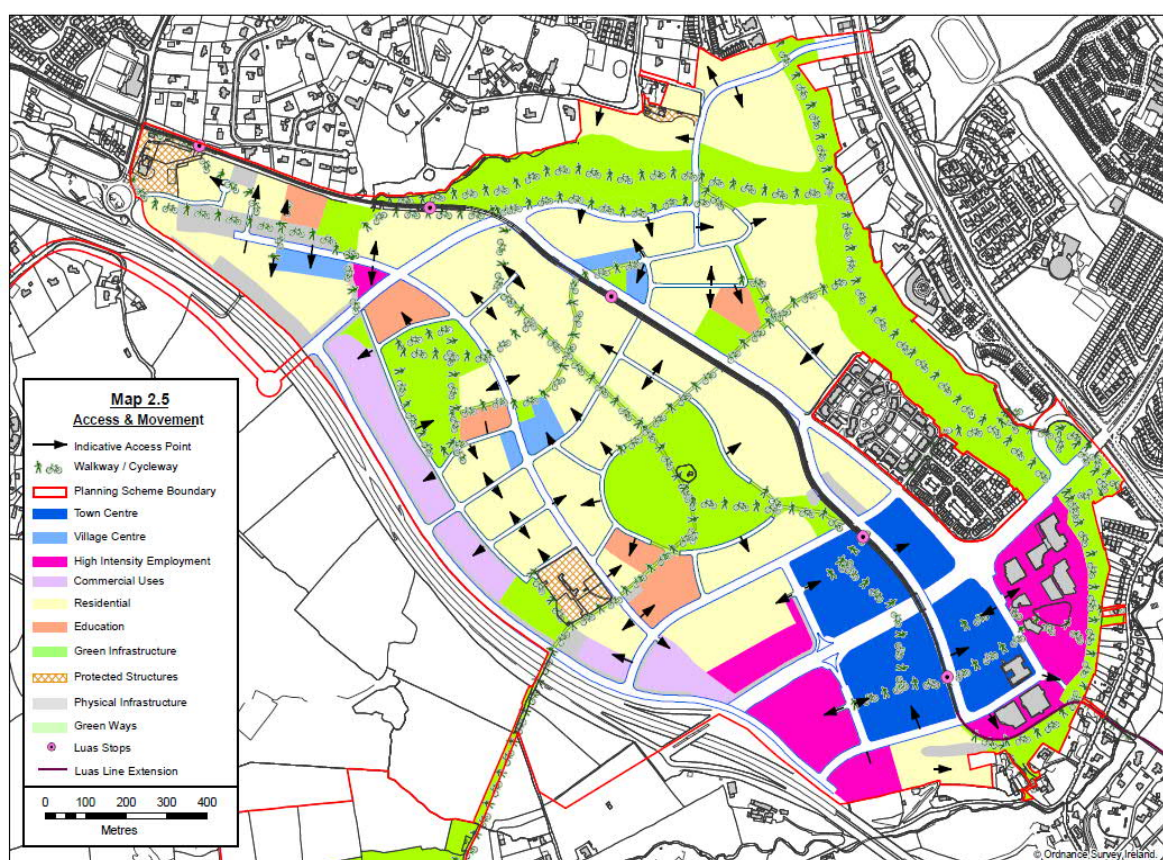 Map 2.5
Access & Movement
Indicative Access Point
Walkway / Cycleway
Planning Scheme Boundary
Town Centre
Village Centre
High Intensity Employment
Commercial Uses
Residential
Education
Green Infrastructure
Protected Structures
Physical Infrastructure
Green Ways
Luas Stops
Luas Line Extension
0 100 200 300 400
Metres
© Ordnance Survey Ireland